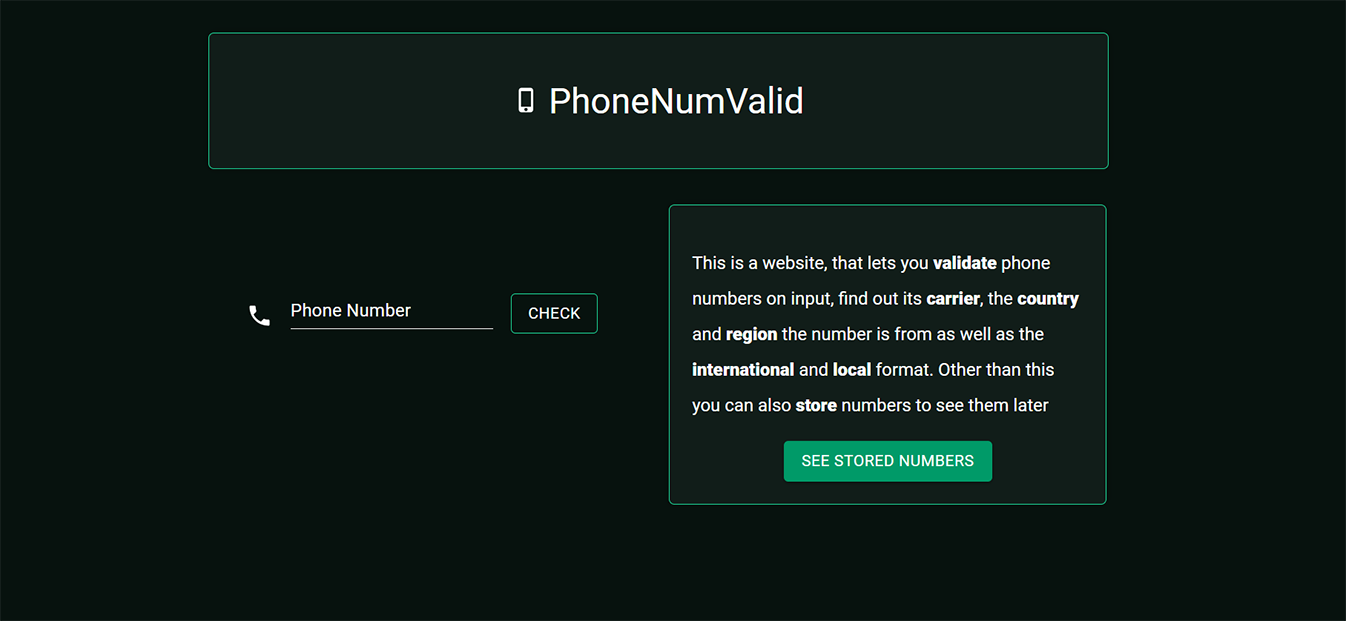 PhoneNumValid
Phone Number
CHECK
This is a website, that lets you validate phone
numbers on input, find out its carrier, the country
and region the number is from as well as the
international and local format. Other than this
you can also store numbers to see them later
SEE STORED NUMBERS